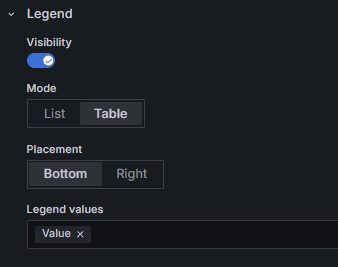 Legend
Visibility
Mode
List Table
Placement
Bottom Right
Legend values
Value